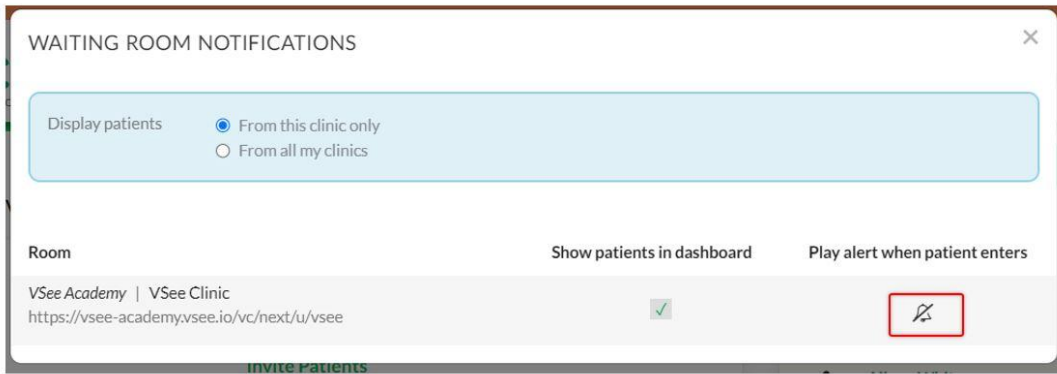 WAITING ROOM NOTIFICATIONS
Display patients
From this clinic only
From all my clinics
Room Show patients in dashboard Play alert when patient enters
VSee Academy | VSee Clinic
https://vsee-academy.vsee.io/vc/next/u/vsee
Invite Patients